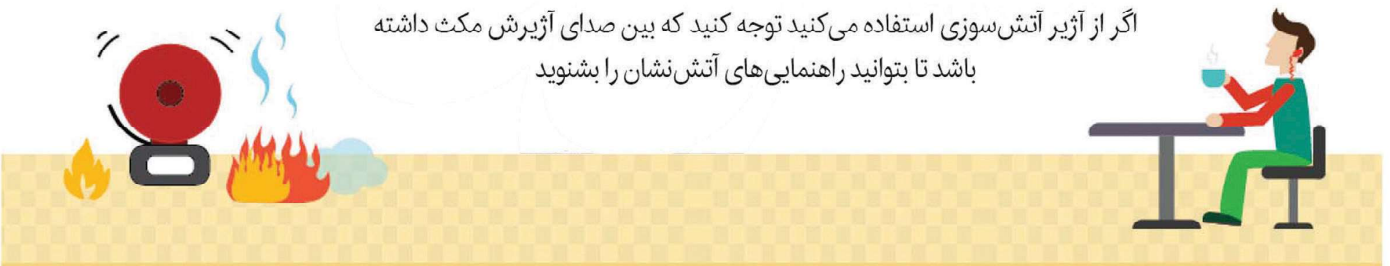 اگر از آژیر آتش‌سوزی استفاده می‌کنید توجه کنید که بین صدای آژیرش مکث داشته
باشد تا بتوانید راهنمایی‌های آتش‌نشان را بشنوید